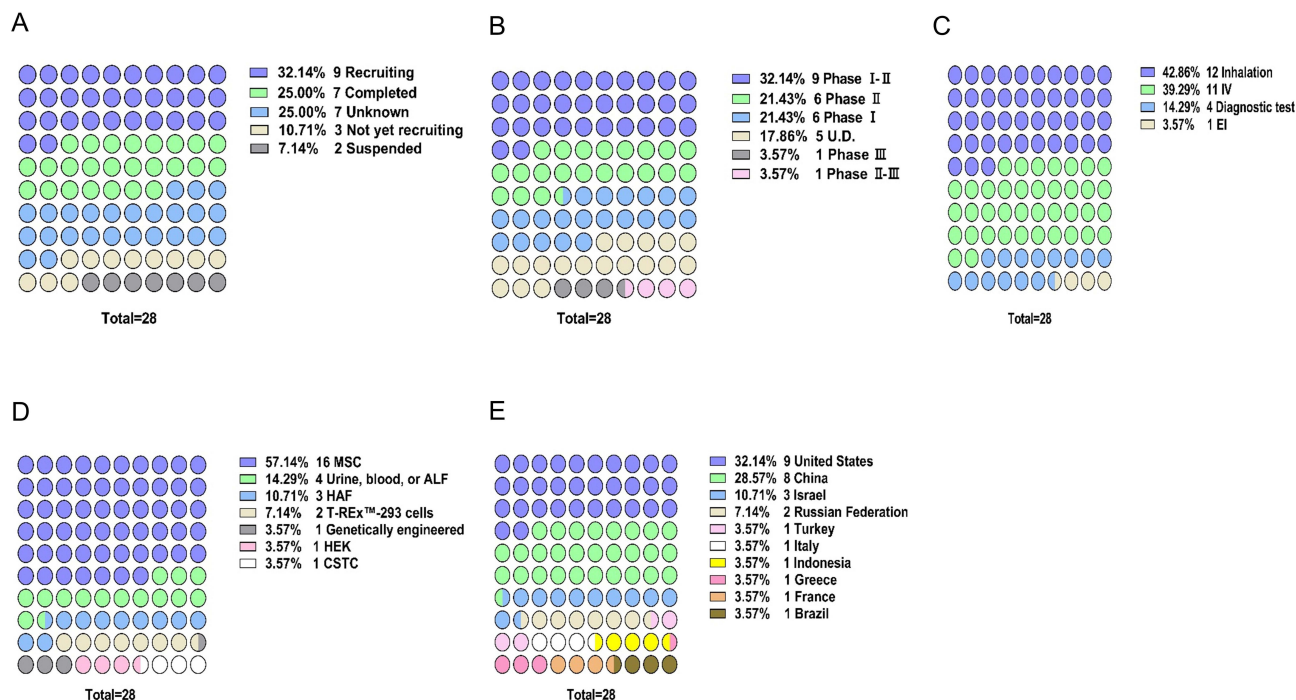 A
32.14% 9 Recruiting
25.00% 7 Completed
25.00% 7 Unknown
10.71% 3 Not yet recruiting
7.14% 2 Suspended
Total=28
B
32.14% 9 Phase Ⅰ-Ⅱ
21.43% 6 Phase Ⅱ
21.43% 6 Phase Ⅰ
17.86% 5 U.D.
3.57% 1 Phase Ⅲ
3.57% 1 Phase Ⅱ-Ⅲ
Total=28
C
42.86% 12 Inhalation
39.29% 11 IV
14.29% 4 Diagnostic test
3.57% 1 EI
Total=28
D
57.14% 16 MSC
14.29% 4 Urine, blood, or ALF
10.71% 3 HAF
7.14% 2 T-REx™-293 cells
3.57% 1 Genetically engineered
3.57% 1 HEK
3.57% 1 CSTC
Total=28
E
32.14% 9 United States
28.57% 8 China
10.71% 3 Israel
7.14% 2 Russian Federation
3.57% 1 Turkey
3.57% 1 Italy
3.57% 1 Indonesia
3.57% 1 Greece
3.57% 1 France
3.57% 1 Brazil
Total=28